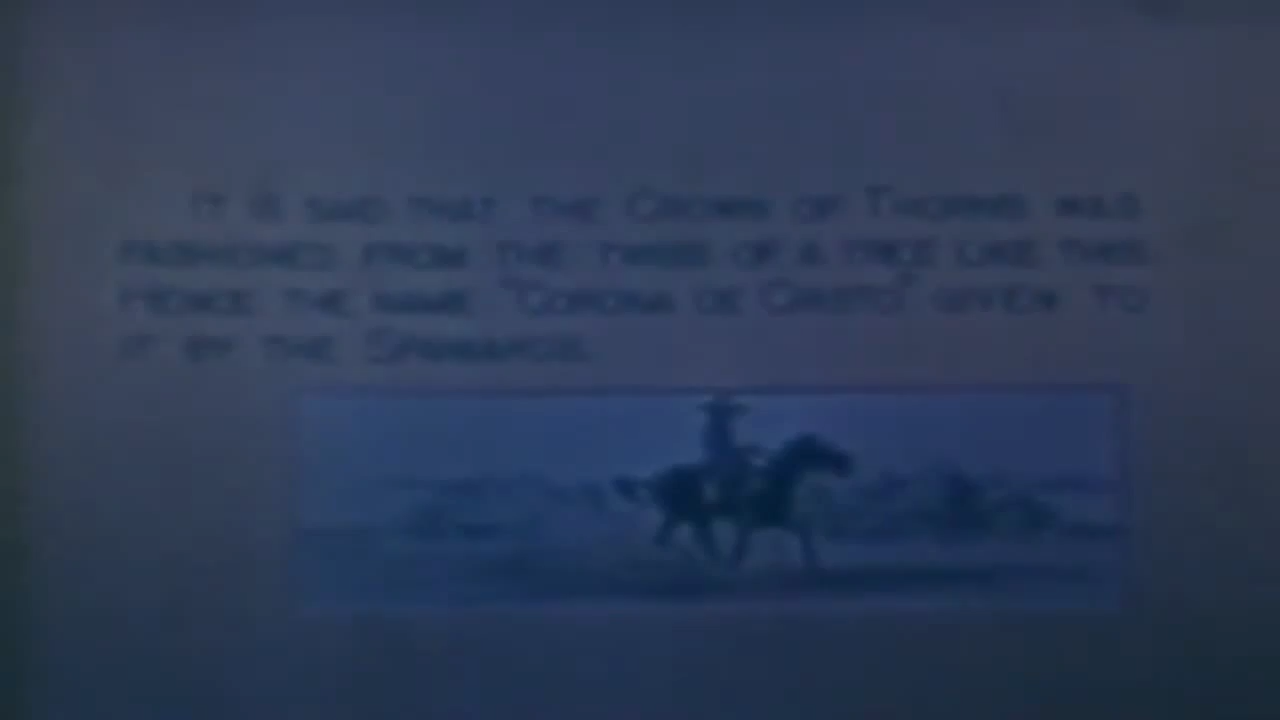 IT IS SAID THAT THE CROWN OF THORNS WAS
FASHIONED FROM THE TWIGS OF A TREE LIKE THIS.
HENCE THE NAME "CORONA DE CRISTO" GIVEN TO
IT BY THE SPANIARDS.